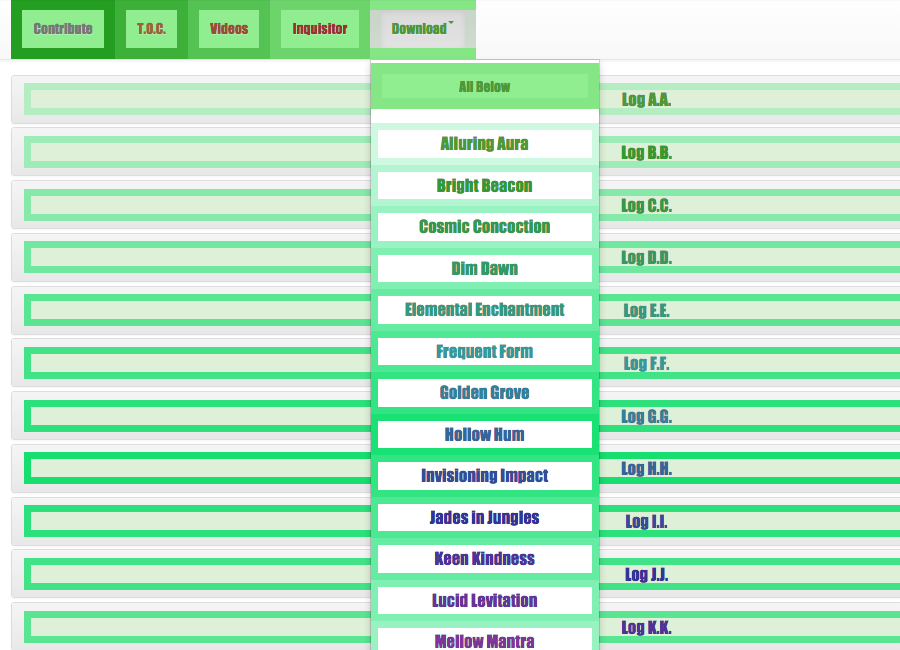 Contribute T.O.C. Videos Inquisitor Download
All Below
Log A.A.
Alluring Aura
Log B.B.
Bright Beacon
Log C.C.
Cosmic Concoction
Log D.D.
Dim Dawn
Elemental Enchantment
Log E.E.
Frequent Form
Log F.F.
Golden Grove
Log G.G.
Hollow Hum
Log H.H.
Invisioning Impact
Log I.I.
Jades in Jungles
Log J.J.
Keen Kindness
Lucid Levitation
Log K.K.
Mellow Mantra